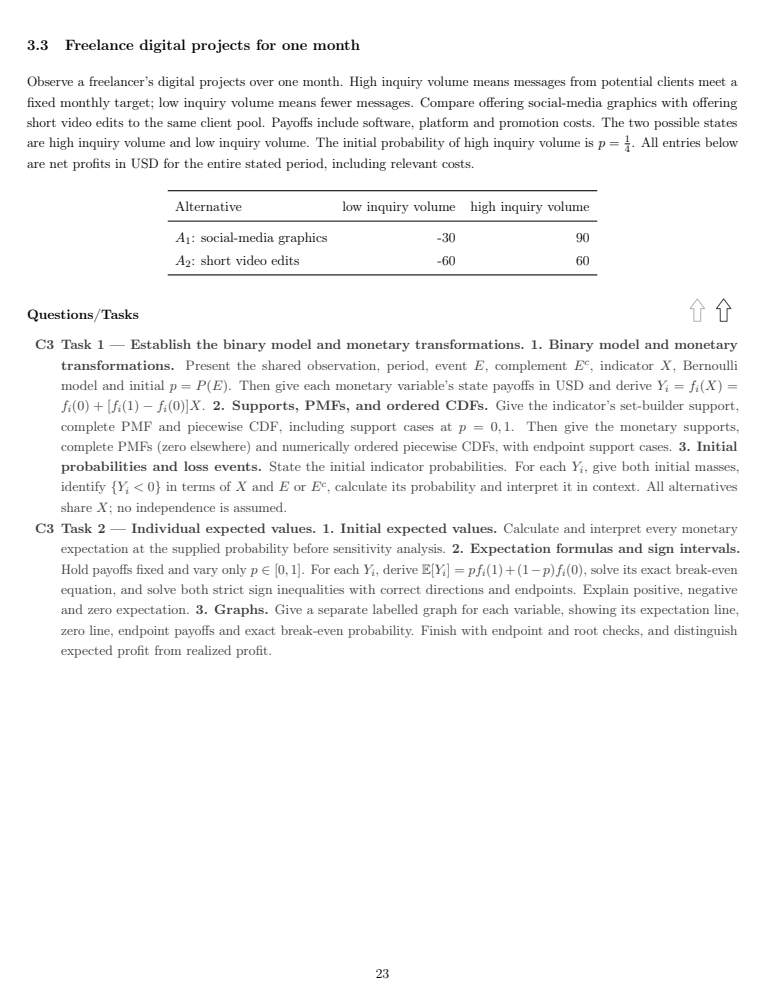 3.3 Freelance digital projects for one month
Observe a freelancer's digital projects over one month. High inquiry volume means messages from potential clients meet a
fixed monthly target; low inquiry volume means fewer messages. Compare offering social-media graphics with offering
short video edits to the same client pool. Payoffs include software, platform and promotion costs. The two possible states
are high inquiry volume and low inquiry volume. The initial probability of high inquiry volume is p = 1/4. All entries below
are net profits in USD for the entire stated period, including relevant costs.
Alternative low inquiry volume high inquiry volume
A₁: social-media graphics -30 90
A₂: short video edits -60 60
Questions/Tasks
C3 Task 1 — Establish the binary model and monetary transformations. 1. Binary model and monetary
transformations. Present the shared observation, period, event E, complement Eᶜ, indicator X, Bernoulli
model and initial p = P(E). Then give each monetary variable's state payoffs in USD and derive Yᵢ = fᵢ(X) =
fᵢ(0) + [fᵢ(1) − fᵢ(0)]X. 2. Supports, PMFs, and ordered CDFs. Give the indicator's set-builder support,
complete PMF and piecewise CDF, including support cases at p = 0, 1. Then give the monetary supports,
complete PMFs (zero elsewhere) and numerically ordered piecewise CDFs, with endpoint support cases. 3. Initial
probabilities and loss events. State the initial indicator probabilities. For each Yᵢ, give both initial masses,
identify {Yᵢ < 0} in terms of X and E or Eᶜ, calculate its probability and interpret it in context. All alternatives
share X; no independence is assumed.
C3 Task 2 — Individual expected values. 1. Initial expected values. Calculate and interpret every monetary
expectation at the supplied probability before sensitivity analysis. 2. Expectation formulas and sign intervals.
Hold payoffs fixed and vary only p ∈ [0, 1]. For each Yᵢ, derive 𝔼[Yᵢ] = pfᵢ(1)+(1−p)fᵢ(0), solve its exact break-even
equation, and solve both strict sign inequalities with correct directions and endpoints. Explain positive, negative
and zero expectation. 3. Graphs. Give a separate labelled graph for each variable, showing its expectation line,
zero line, endpoint payoffs and exact break-even probability. Finish with endpoint and root checks, and distinguish
expected profit from realized profit.
23